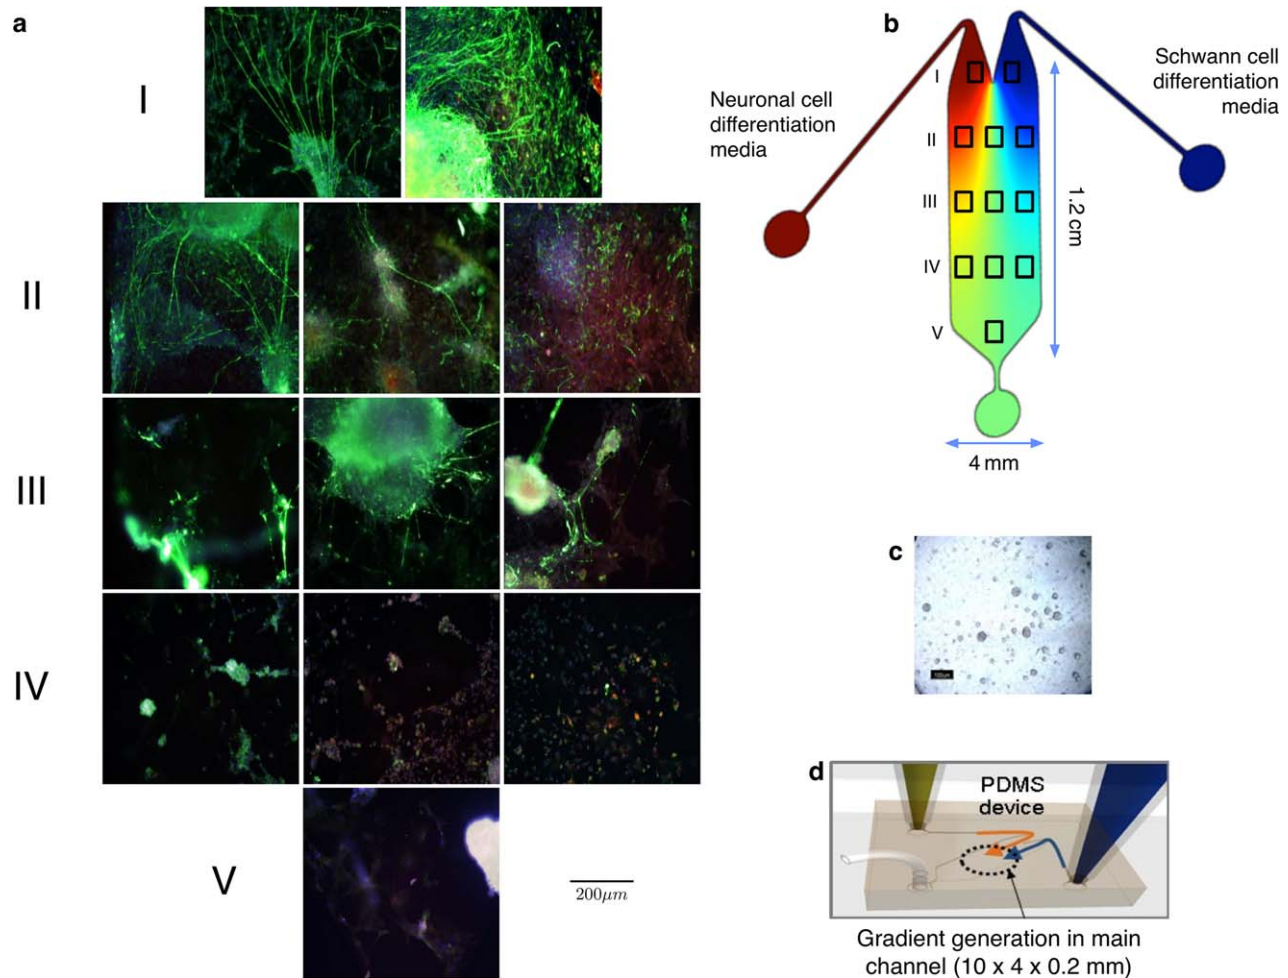 a
I
II
III
IV
V
200μm
b
Neuronal cell
differentiation
media
Schwann cell
differentiation
media
I
II
III
IV
V
1.2 cm
4 mm
c
100μm
d
PDMS
device
Gradient generation in main
channel (10 x 4 x 0.2 mm)